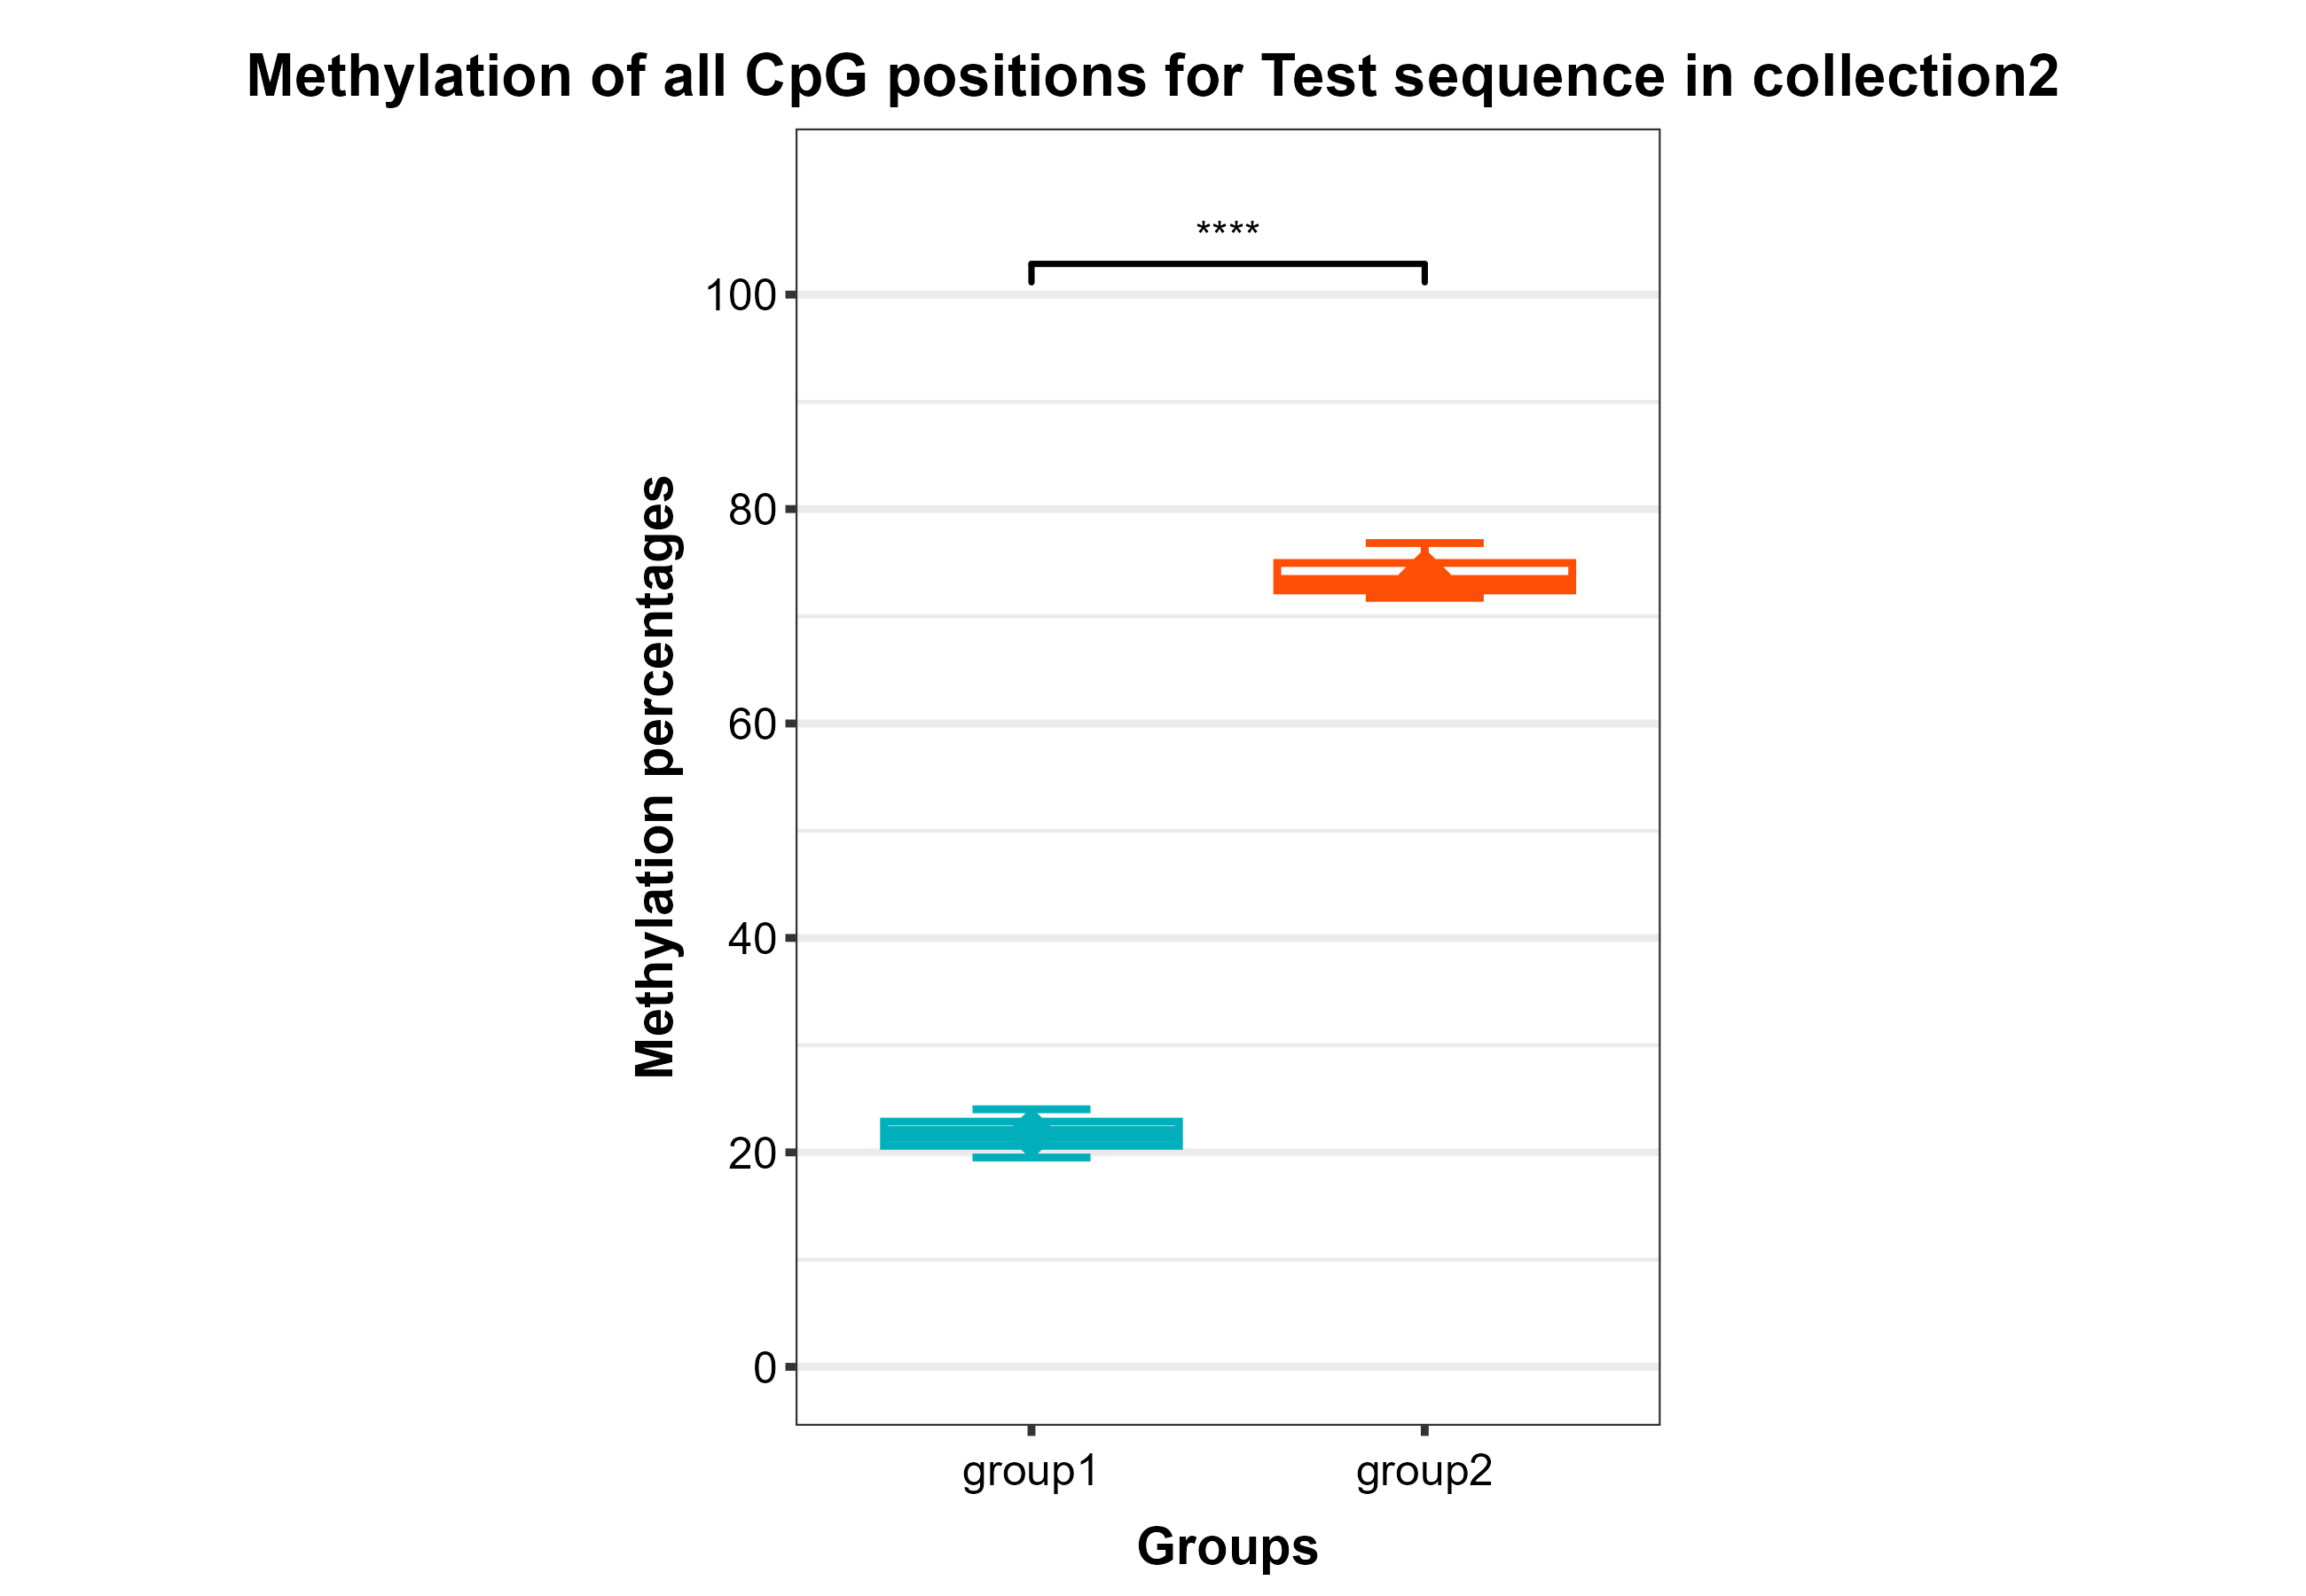 Methylation of all CpG positions for Test sequence in collection2
****
100
80
60
40
20
0
Methylation percentages
group1 group2
Groups